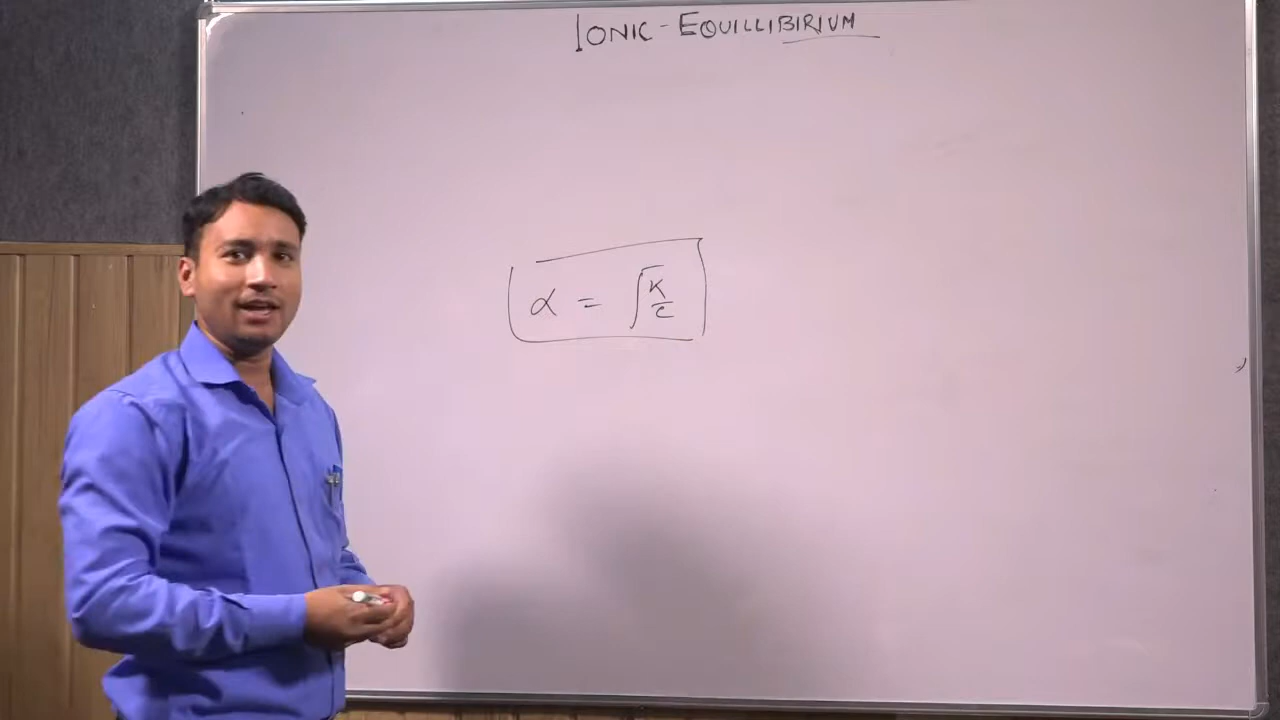 IONIC-EQUILLIBIRIUM
α = √K/c